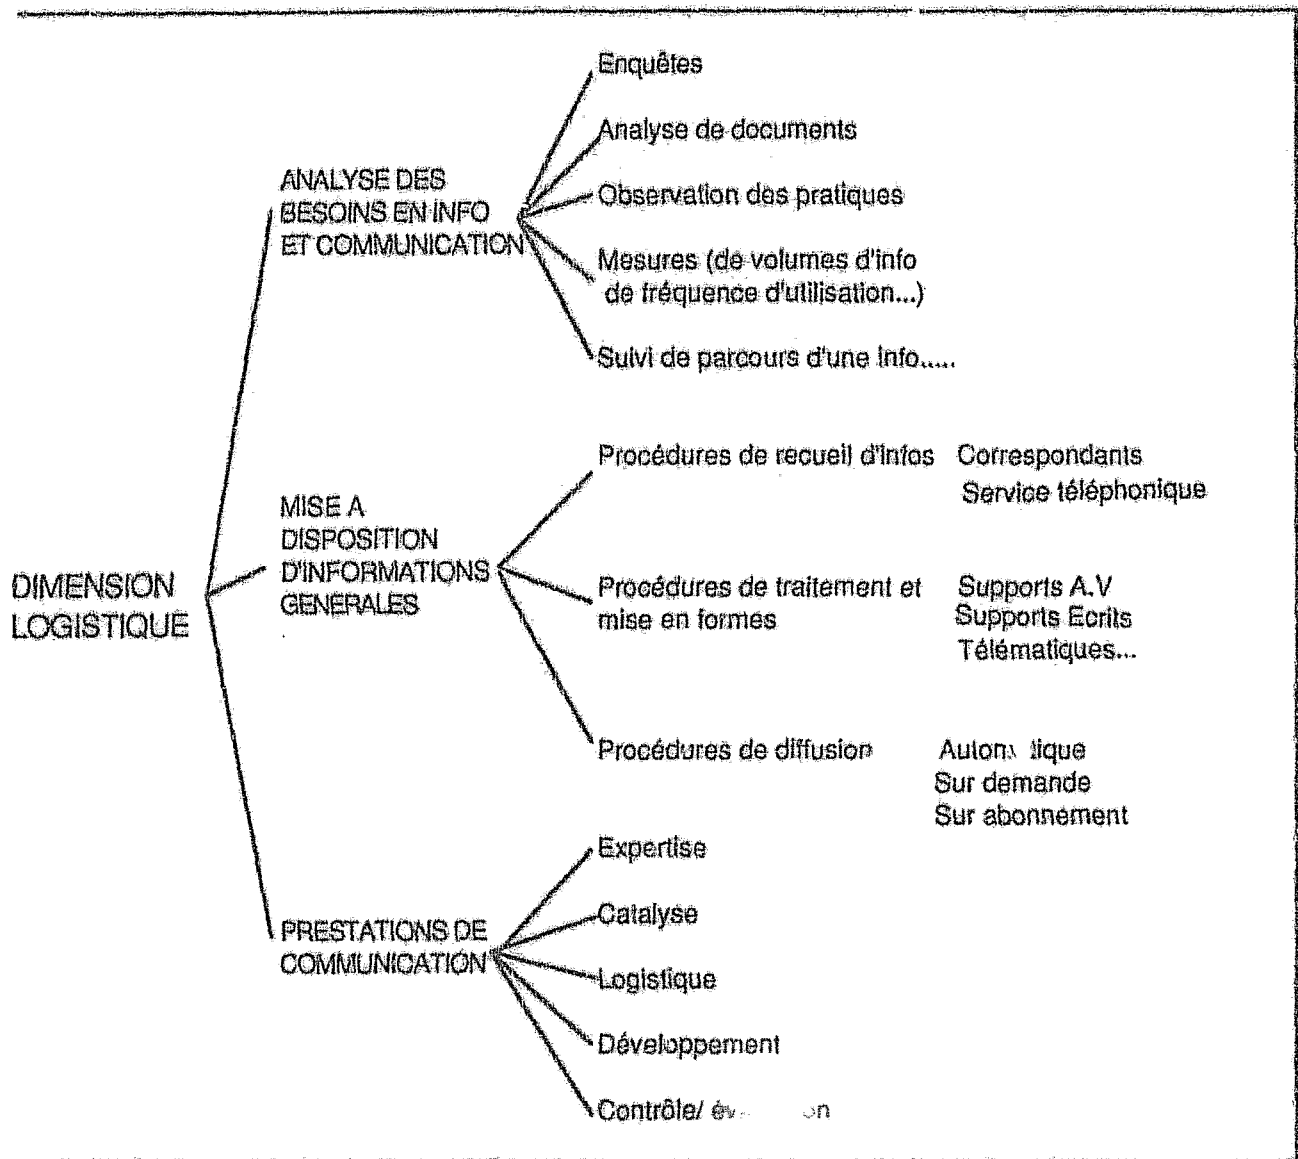 Enquêtes
Analyse de documents
ANALYSE DES
BESOINS EN INFO
ET COMMUNICATION
Observation des pratiques
Mesures (de volumes d'info
de fréquence d'utilisation...)
Suivi de parcours d'une info.....
DIMENSION
LOGISTIQUE
MISE A
DISPOSITION
D'INFORMATIONS
GENERALES
Procédures de recueil d'infos
Correspondants
Service téléphonique
Procédures de traitement et
mise en formes
Supports A.V
Supports Ecrits
Télématiques...
Procédures de diffusion
Sur demande
Sur abonnement
PRESTATIONS DE
COMMUNICATION
Expertise
Catalyse
Logistique
Développement
Contrôle/